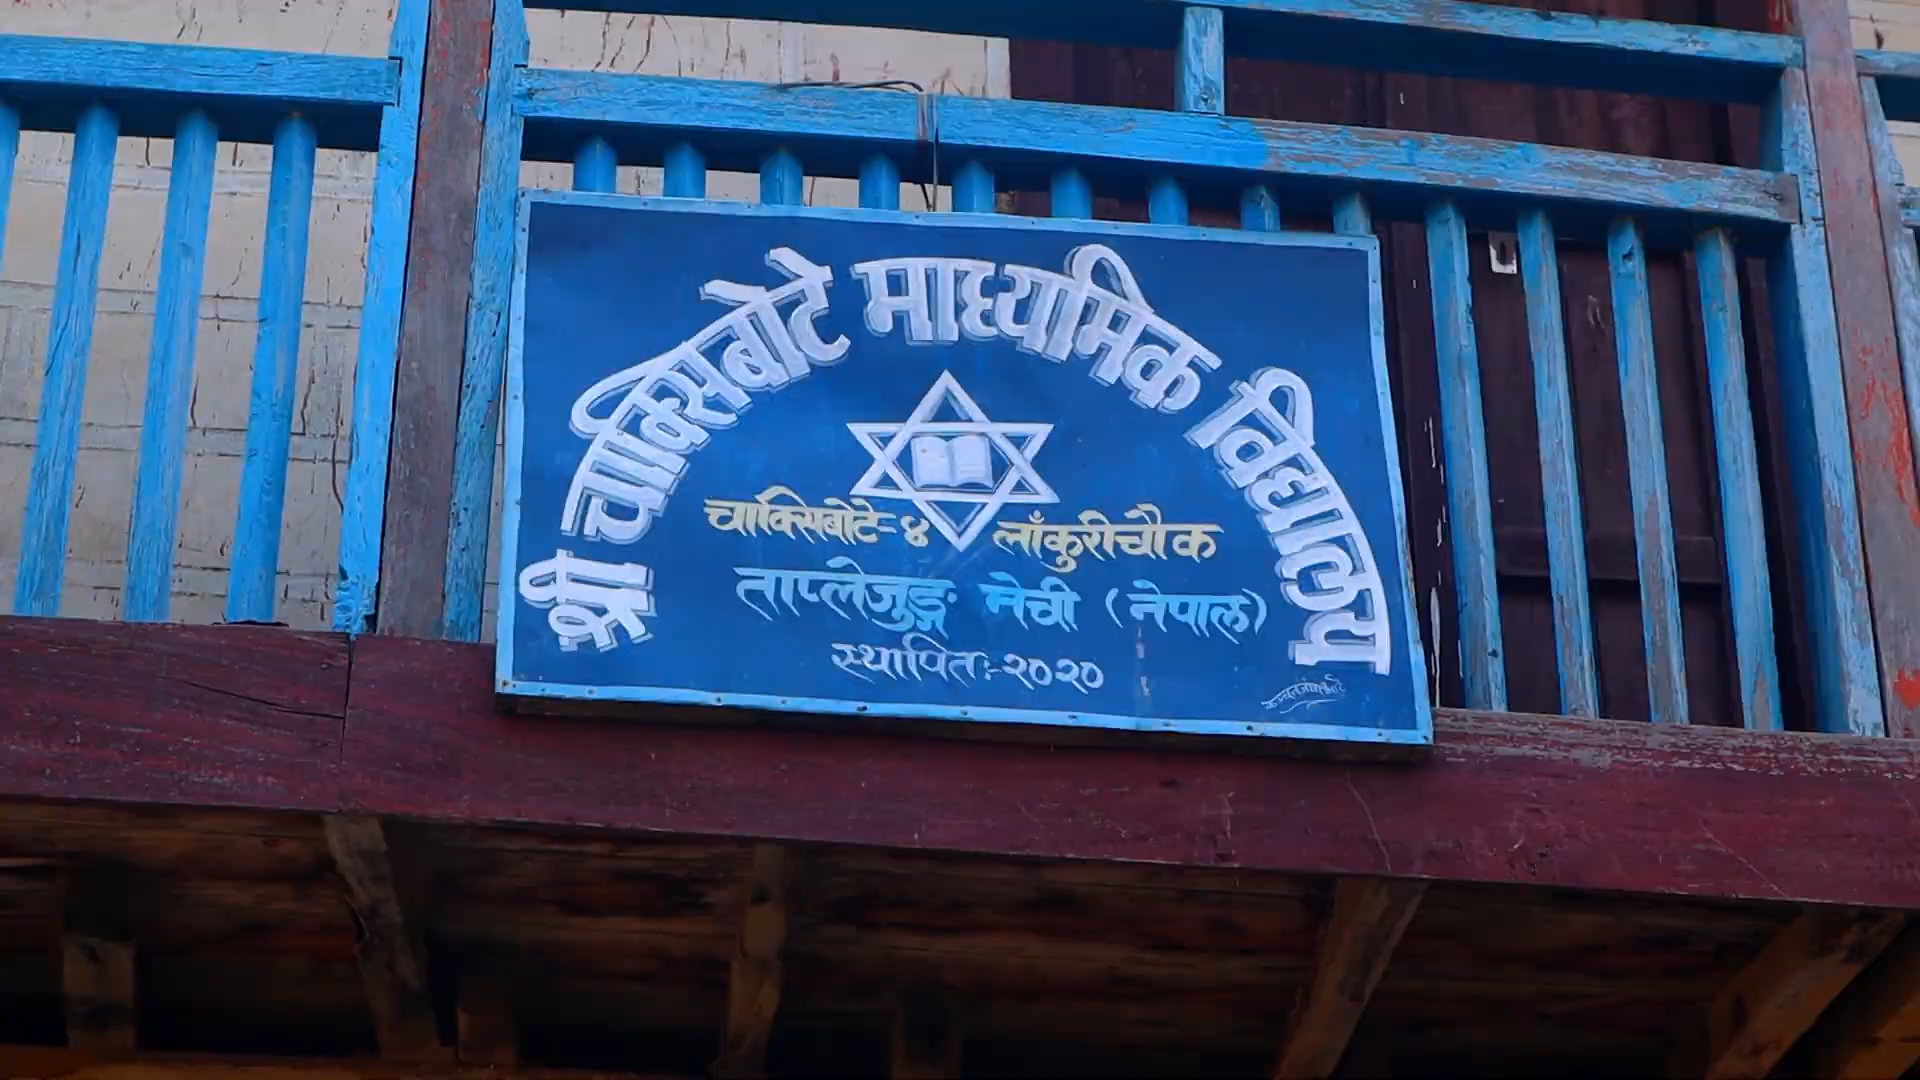 श्री चाक्सिबोटे माध्यमिक विद्यालय
चाक्सिबोटे-४ लाँकुरीचौक
ताप्लेजुङ्ग मेची (नेपाल)
स्थापित:-२०२०